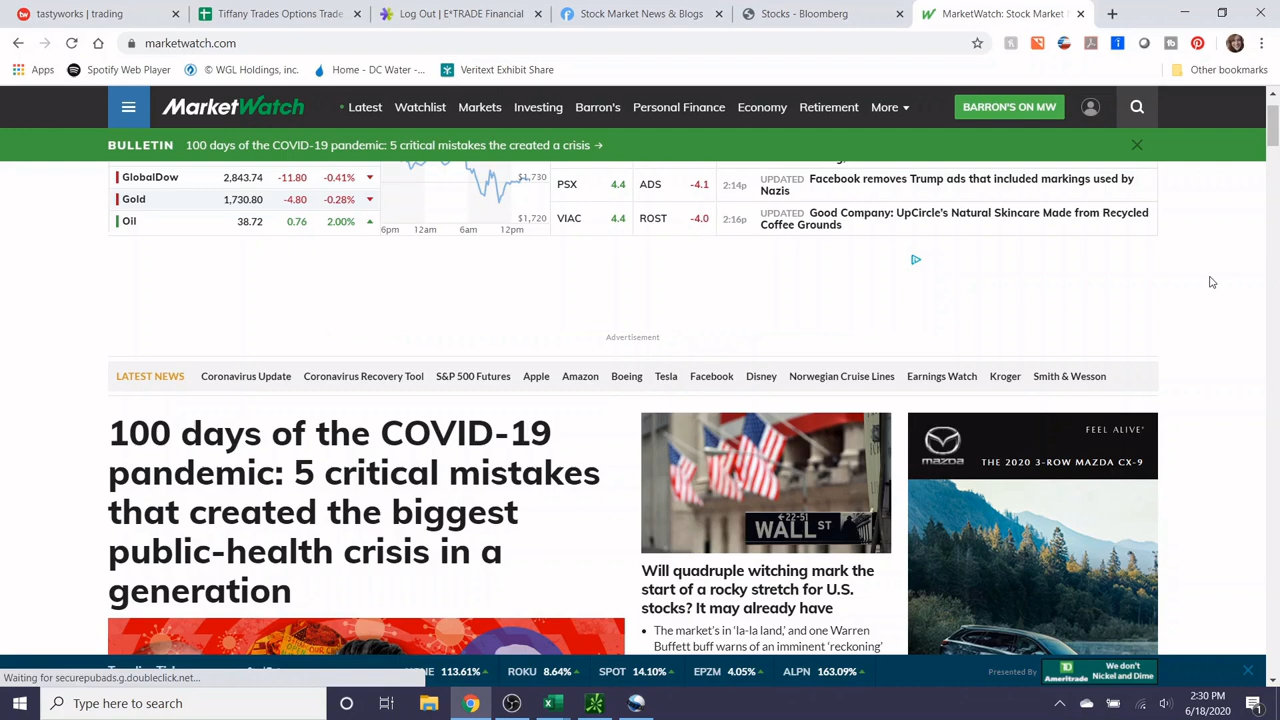 tastyworks | trading
Tiffany Trades Options Trade
Log Out | E*TRADE Financial
Stock Market News & Blogs
Stocks - Bloomberg
MarketWatch: Stock Market
marketwatch.com
Apps
Spotify Web Player
© WGL Holdings, inc.
Home - DC Water -...
Veritext Exhibit Share
Other bookmarks
MarketWatch
Latest
Watchlist
Markets
Investing
Barron's
Personal Finance
Economy
Retirement
More
BARRON'S ON MW
BULLETIN 100 days of the COVID-19 pandemic: 5 critical mistakes the created a crisis →
GlobalDow 2,843.74 -11.80 -0.41%
Gold 1,730.80 -4.80 -0.28%
Oil 38.72 0.76 2.00%
$1,730
$1,720
6pm 12am 6am 12pm
PSX 4.4 ADS -4.1
VIAC 4.4 ROST -4.0
2:14p UPDATED Facebook removes Trump ads that included markings used by
Nazis
2:16p UPDATED Good Company: UpCircle's Natural Skincare Made from Recycled
Coffee Grounds
Advertisement
LATEST NEWS Coronavirus Update Coronavirus Recovery Tool S&P 500 Futures Apple Amazon Boeing Tesla Facebook Disney Norwegian Cruise Lines Earnings Watch Kroger Smith & Wesson
100 days of the COVID-19
pandemic: 5 critical mistakes
that created the biggest
public-health crisis in a
generation
22-51
WALL ST
Will quadruple witching mark the
start of a rocky stretch for U.S.
stocks? It may already have
• The market's in 'la-la land,' and one Warren
Buffett buff warns of an imminent 'reckoning'
FEEL ALIVE
mazda
THE 2020 3-ROW MAZDA CX-9
113.61% ROKU 8.64% SPOT 14.10% EPZM 4.05% ALPN 163.09%
Presented By
TD
Ameritrade
We don't
Nickel and Dime
Waiting for securepubads.g.doubleclick.net...
Type here to search
2:30 PM
6/18/2020
1